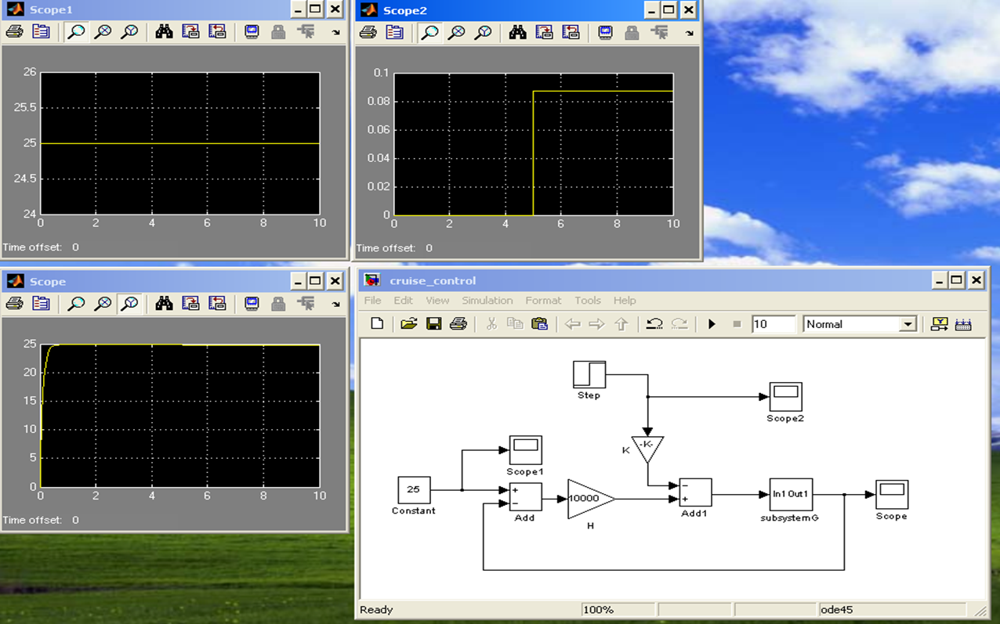 Scope1
26
25.5
25
24.5
24
0 2 4 6 8 10
Time offset: 0
Scope2
0.1
0.08
0.06
0.04
0.02
0
0 2 4 6 8 10
Time offset: 0
Scope
25
20
15
10
5
0
0 2 4 6 8 10
Time offset: 0
cruise_control
File Edit View Simulation Format Tools Help
10 Normal
Step
Scope2
K
-K-
Scope1
25
Constant
+
−
Add
10000
H
−
+
Add1
In1 Out1
subsystemG
Scope
Ready 100% ode45